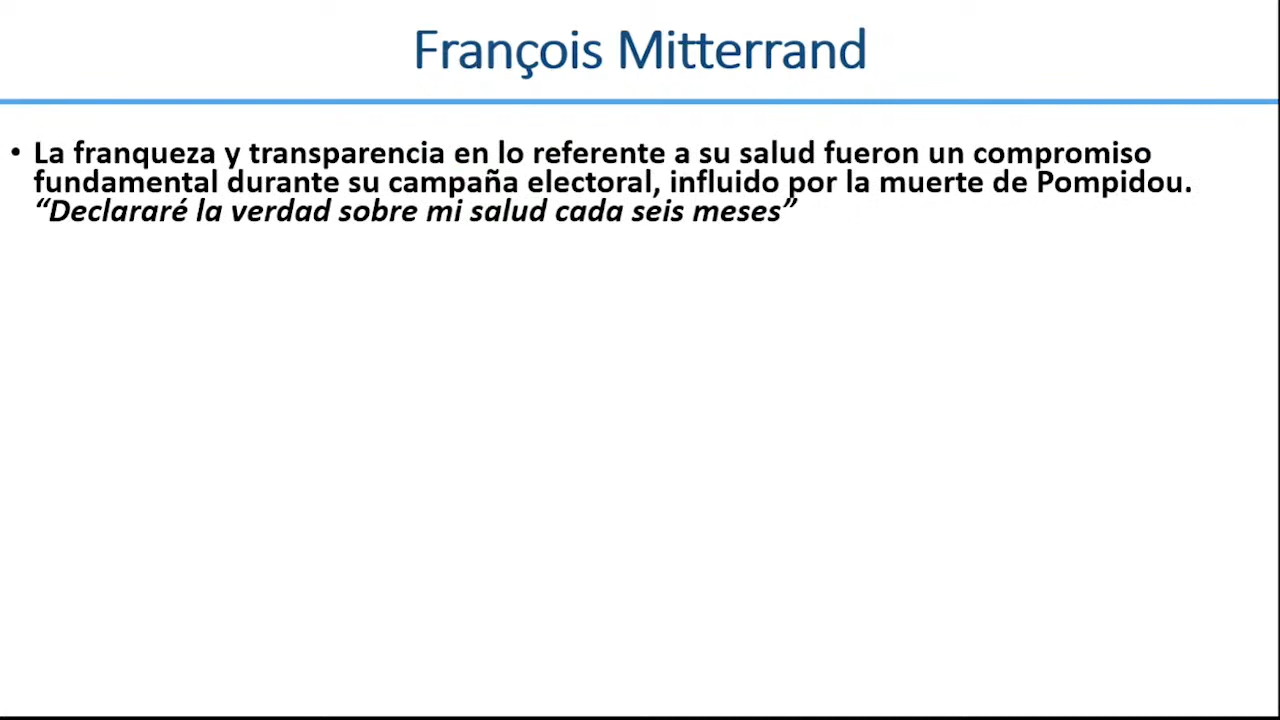 François Mitterrand
• La franqueza y transparencia en lo referente a su salud fueron un compromiso
fundamental durante su campaña electoral, influido por la muerte de Pompidou.
“Declararé la verdad sobre mi salud cada seis meses”